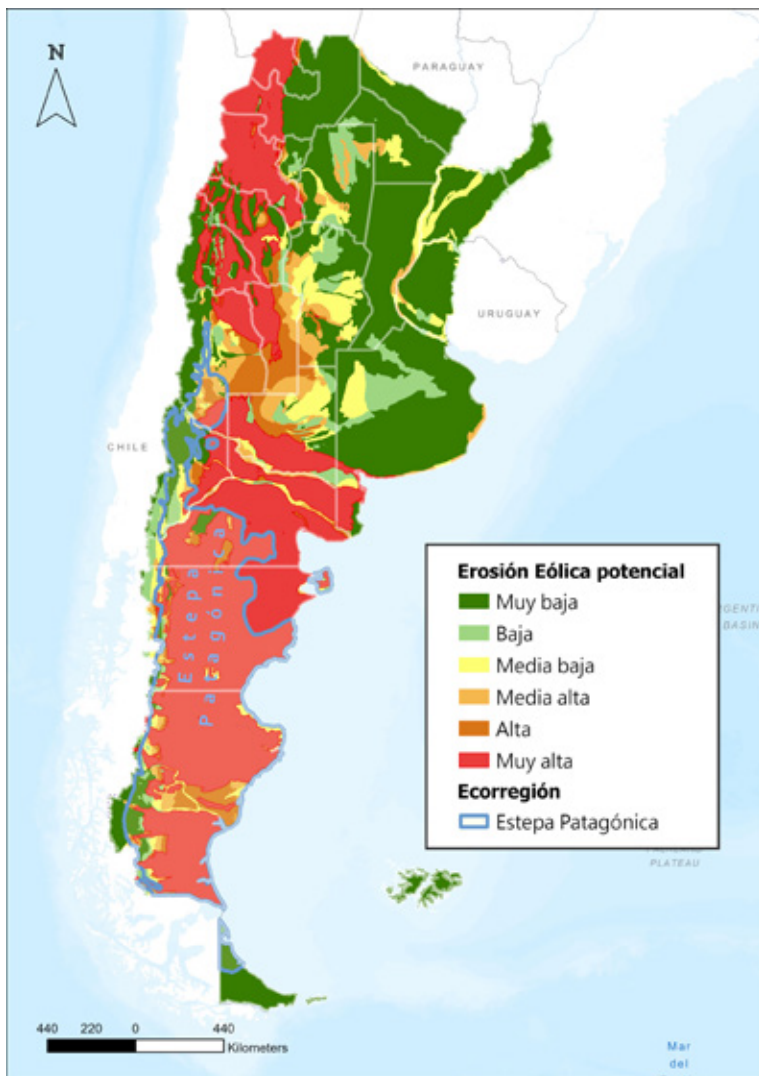 N
PARAGUAY
URUGUAY
CHILE
Estepa
Patagónica
Erosión Eólica potencial
Muy baja
Baja
Media baja
Media alta
Alta
Muy alta
Ecorregión
Estepa Patagónica
BASIN
PLATEAU
440 220 0 440
Kilometers
Mar
del